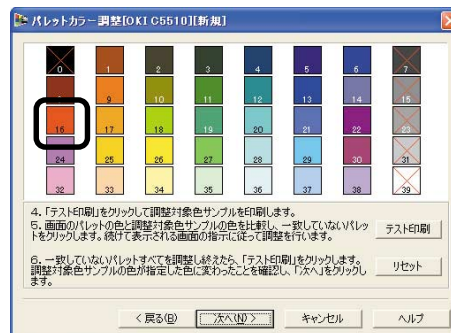 パレットカラー調整[OKI C5510][新規]
0 1 2 3 4 5 6 7
9 10 11 12 13 14 15
16 17 18 19 20 21 22 23
24 25 26 27 28 29 30 31
32 33 34 35 36 37 38 39
4. 「テスト印刷」をクリックして調整対象色サンプルを印刷します。
5. 画面のパレットの色と調整対象色サンプルの色を比較し、一致していないパレッ
トをクリックします。続けて表示される画面の指示に従って調整を行います。
テスト印刷
6. 一致していないパレットすべてを調整し終えたら、「テスト印刷」をクリックします。
調整対象色サンプルの色が指定した色に変わったことを確認し、「次へ」をクリックし
ます。
リセット
< 戻る(B) 次へ(N) > キャンセル ヘルプ